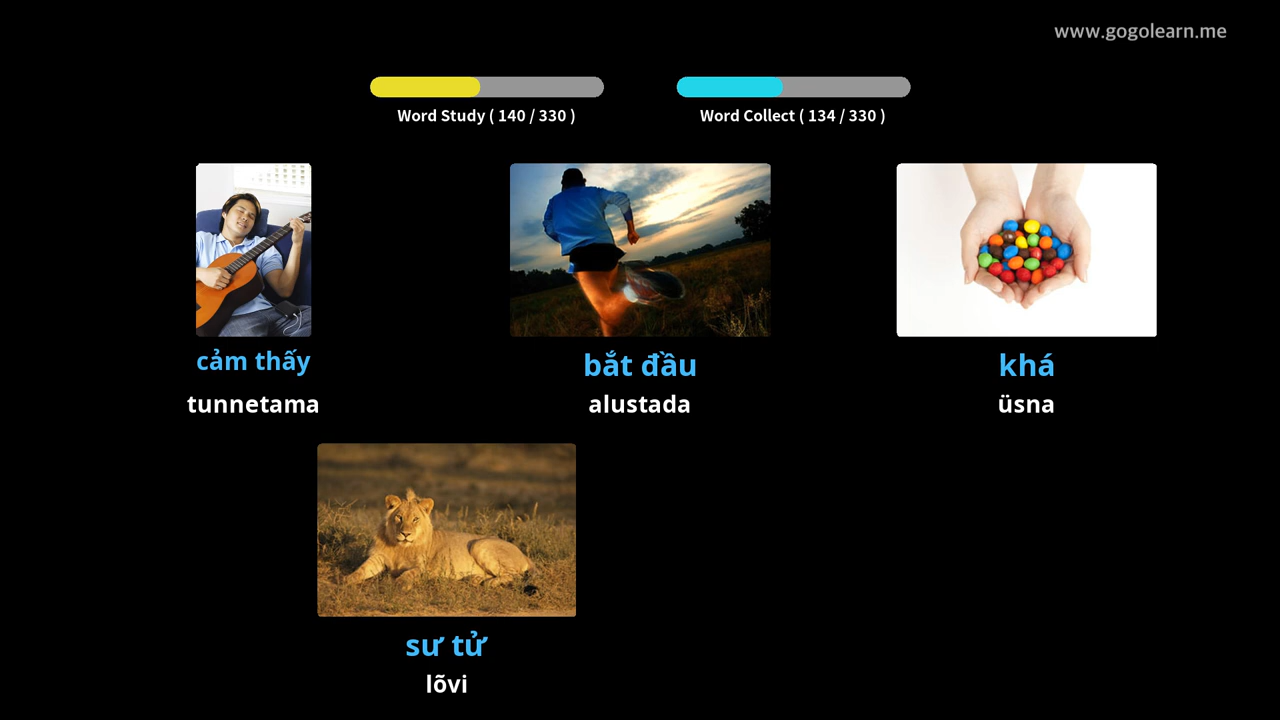 www.gogolearn.me
Word Study ( 140 / 330 )
Word Collect ( 134 / 330 )
cảm thấy
tunnetama
bắt đầu
alustada
khá
üsna
sư tử
lõvi